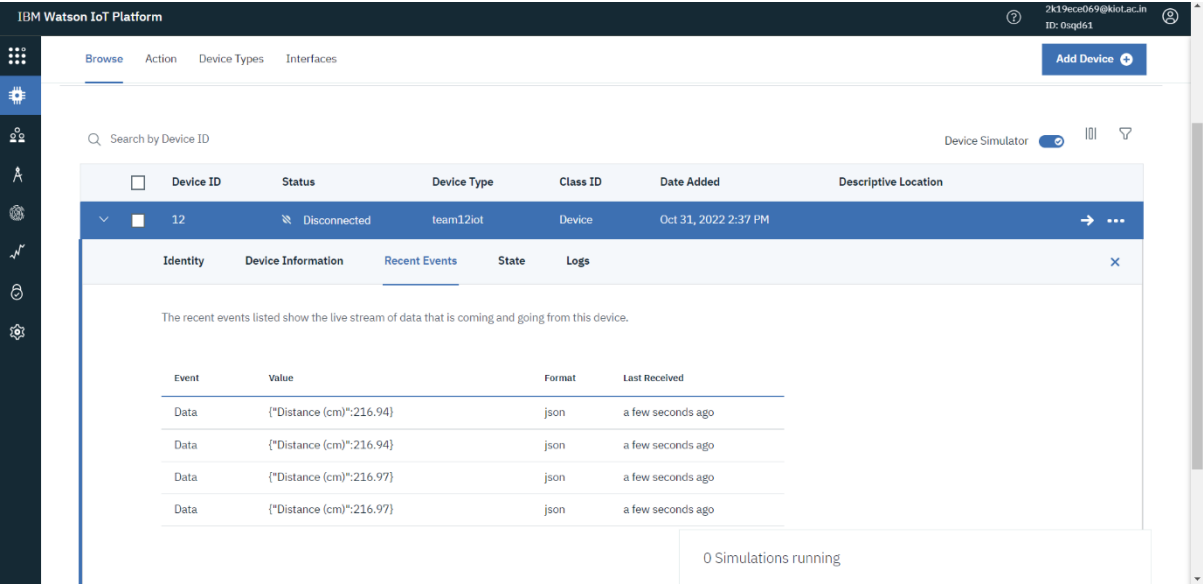 IBM Watson IoT Platform
2k19ece069@kiot.ac.in
ID: 0sqd61
Browse Action Device Types Interfaces
Add Device
Search by Device ID
Device Simulator
Device ID Status Device Type Class ID Date Added Descriptive Location
12 Disconnected team12iot Device Oct 31, 2022 2:37 PM
Identity Device Information Recent Events State Logs
The recent events listed show the live stream of data that is coming and going from this device.
Event Value Format Last Received
Data {"Distance (cm)":216.94} json a few seconds ago
Data {"Distance (cm)":216.94} json a few seconds ago
Data {"Distance (cm)":216.97} json a few seconds ago
Data {"Distance (cm)":216.97} json a few seconds ago
0 Simulations running